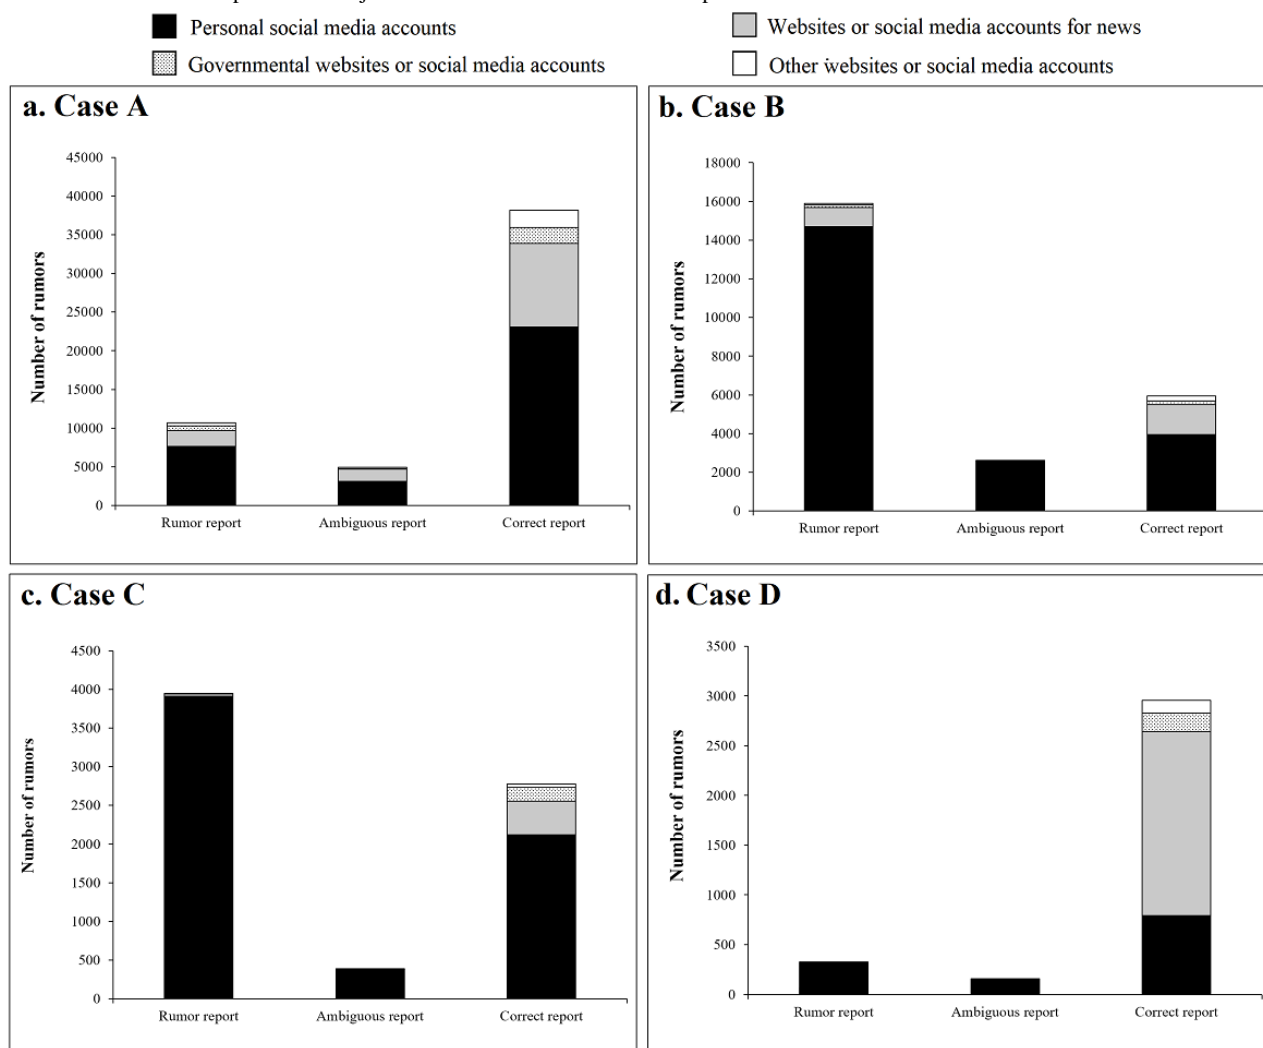 Personal social media accounts
Websites or social media accounts for news
Governmental websites or social media accounts
Other websites or social media accounts
a. Case A
45000
40000
35000
30000
25000
20000
15000
10000
5000
0
Number of rumors
Rumor report
Ambiguous report
Correct report
b. Case B
18000
16000
14000
12000
10000
8000
6000
4000
2000
0
Number of rumors
Rumor report
Ambiguous report
Correct report
c. Case C
4500
4000
3500
3000
2500
2000
1500
1000
500
0
Number of rumors
Rumor report
Ambiguous report
Correct report
d. Case D
3500
3000
2500
2000
1500
1000
500
0
Number of rumors
Rumor report
Ambiguous report
Correct report